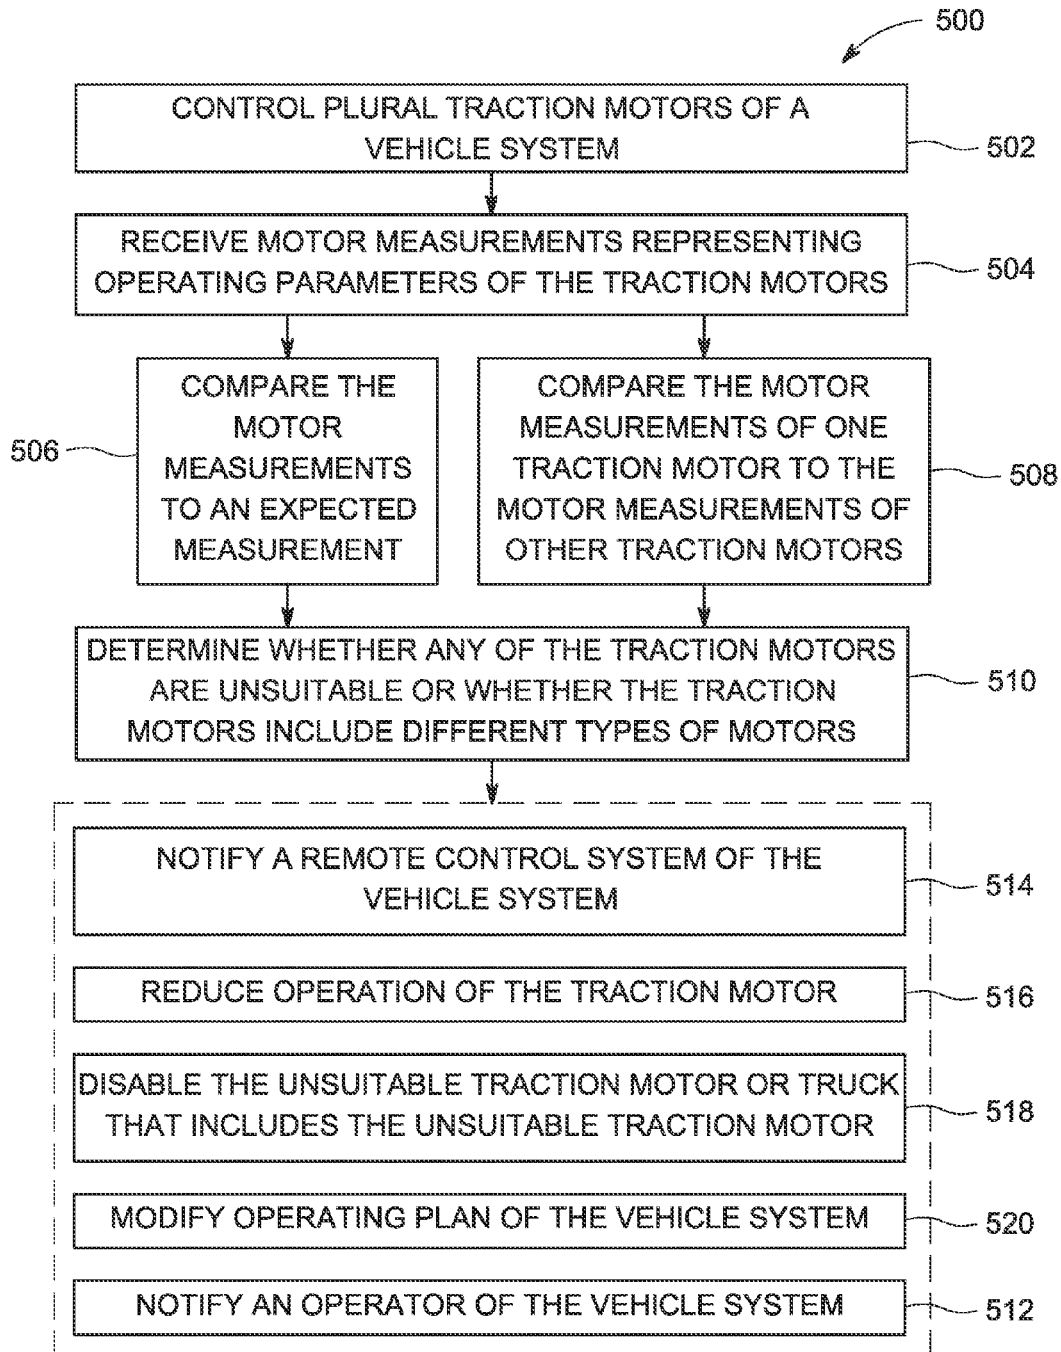 500
CONTROL PLURAL TRACTION MOTORS OF A
VEHICLE SYSTEM
502
RECEIVE MOTOR MEASUREMENTS REPRESENTING
OPERATING PARAMETERS OF THE TRACTION MOTORS
504
506
COMPARE THE
MOTOR
MEASUREMENTS
TO AN EXPECTED
MEASUREMENT
COMPARE THE MOTOR
MEASUREMENTS OF ONE
TRACTION MOTOR TO THE
MOTOR MEASUREMENTS OF
OTHER TRACTION MOTORS
508
DETERMINE WHETHER ANY OF THE TRACTION MOTORS
ARE UNSUITABLE OR WHETHER THE TRACTION
MOTORS INCLUDE DIFFERENT TYPES OF MOTORS
510
NOTIFY A REMOTE CONTROL SYSTEM OF THE
VEHICLE SYSTEM
514
REDUCE OPERATION OF THE TRACTION MOTOR
516
DISABLE THE UNSUITABLE TRACTION MOTOR OR TRUCK
THAT INCLUDES THE UNSUITABLE TRACTION MOTOR
518
MODIFY OPERATING PLAN OF THE VEHICLE SYSTEM
520
NOTIFY AN OPERATOR OF THE VEHICLE SYSTEM
512